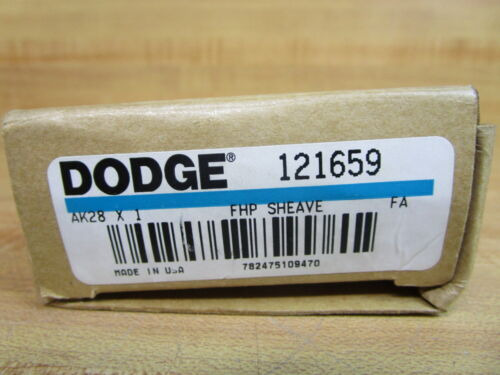 DODGE® 121659
AK28 X 1 FHP SHEAVE FA
MADE IN USA 782475109470